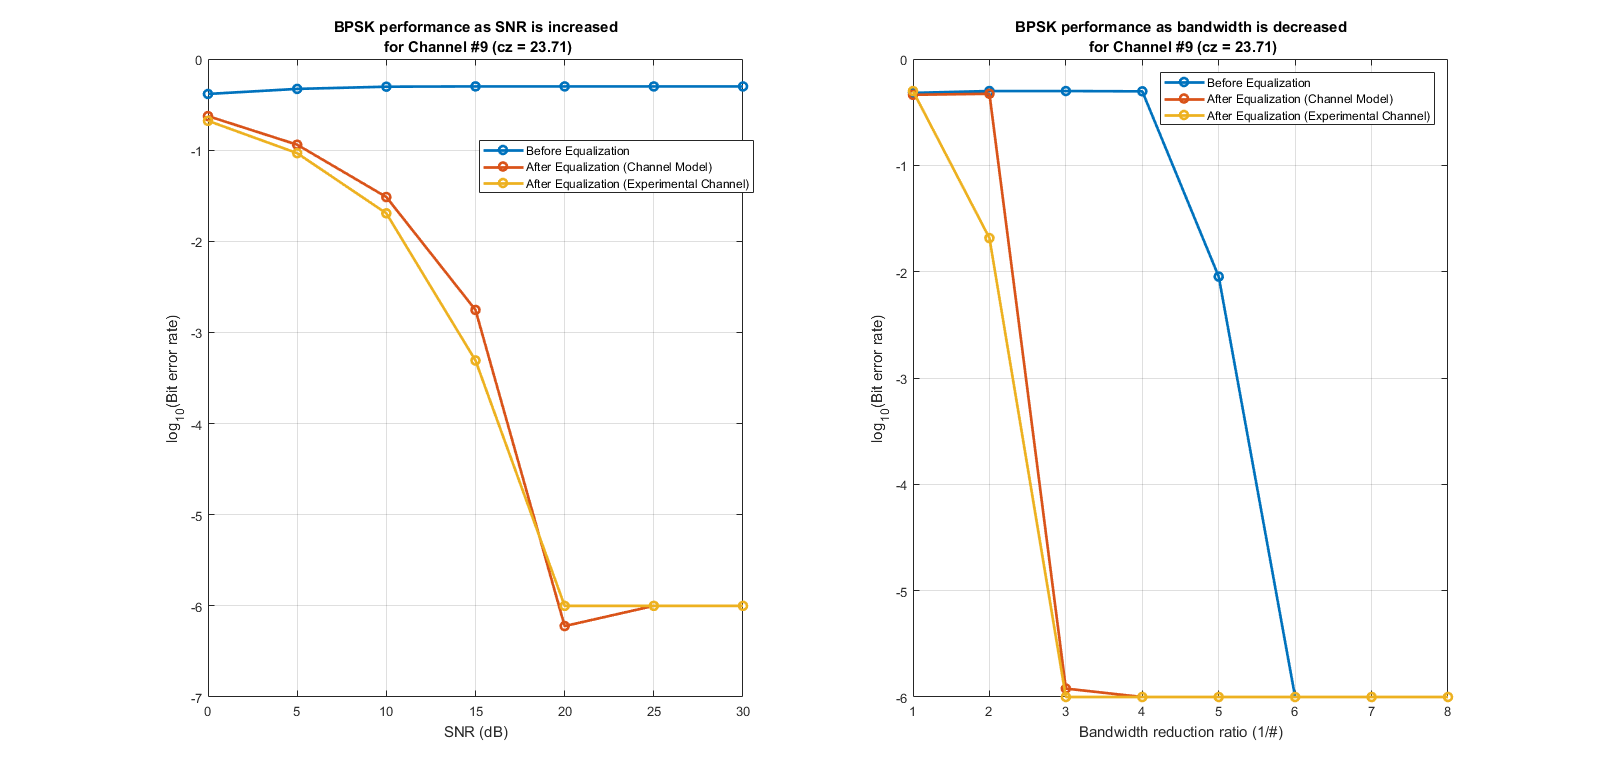 BPSK performance as SNR is increased
for Channel #9 (cz = 23.71)
0
-1
-2
-3
-4
-5
-6
-7
log10(Bit error rate)
Before Equalization
After Equalization (Channel Model)
After Equalization (Experimental Channel)
0 5 10 15 20 25 30
SNR (dB)
BPSK performance as bandwidth is decreased
for Channel #9 (cz = 23.71)
0
-1
-2
-3
-4
-5
-6
log10(Bit error rate)
Before Equalization
After Equalization (Channel Model)
After Equalization (Experimental Channel)
1 2 3 4 5 6 7 8
Bandwidth reduction ratio (1/#)